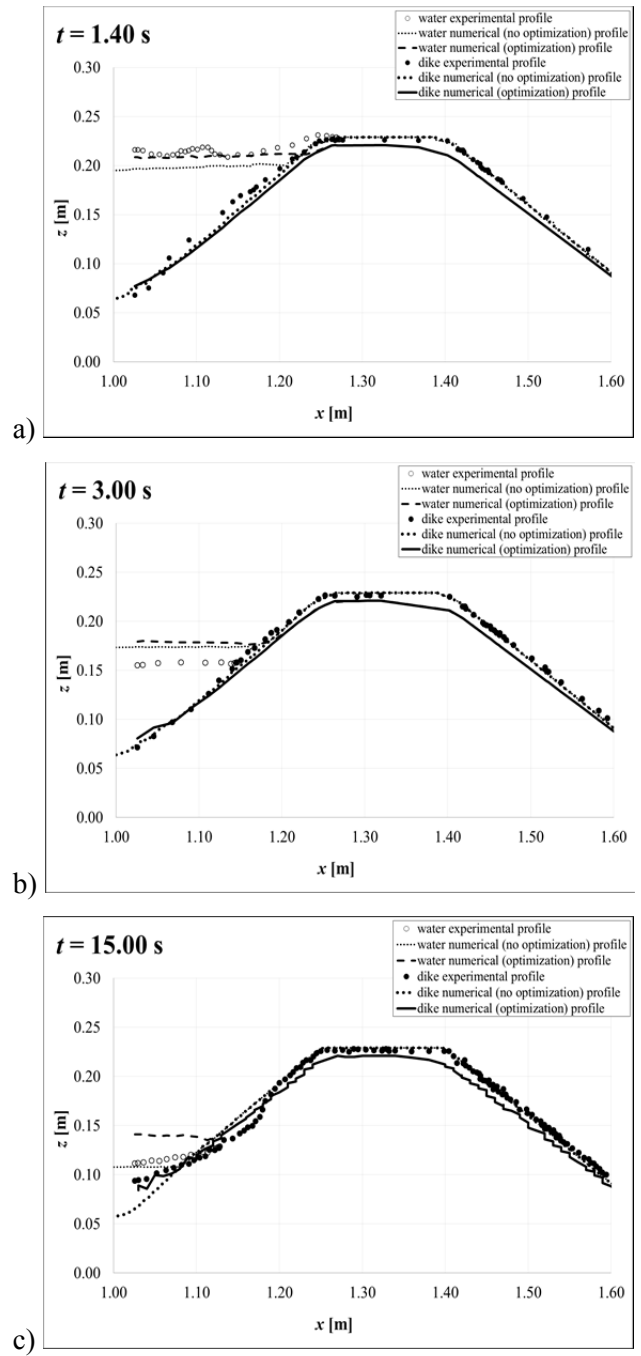 t = 1.40 s
water experimental profile
water numerical (no optimization) profile
water numerical (optimization) profile
dike experimental profile
dike numerical (no optimization) profile
dike numerical (optimization) profile
0.30
0.25
0.20
0.15
0.10
0.05
0.00
z [m]
1.00 1.10 1.20 1.30 1.40 1.50 1.60
x [m]
a)
t = 3.00 s
water experimental profile
water numerical (no optimization) profile
water numerical (optimization) profile
dike experimental profile
dike numerical (no optimization) profile
dike numerical (optimization) profile
0.30
0.25
0.20
0.15
0.10
0.05
0.00
z [m]
1.00 1.10 1.20 1.30 1.40 1.50 1.60
x [m]
b)
t = 15.00 s
water experimental profile
water numerical (no optimization) profile
water numerical (optimization) profile
dike experimental profile
dike numerical (no optimization) profile
dike numerical (optimization) profile
0.30
0.25
0.20
0.15
0.10
0.05
0.00
z [m]
1.00 1.10 1.20 1.30 1.40 1.50 1.60
x [m]
c)